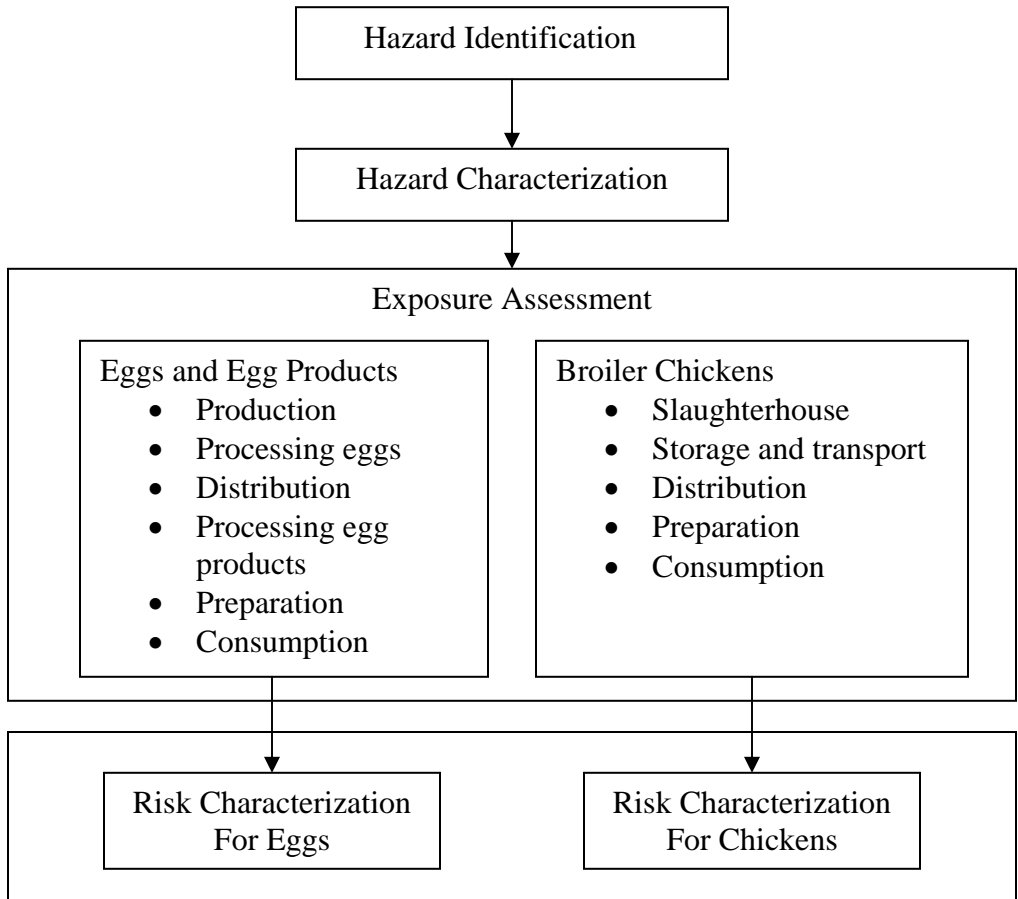 Hazard Identification
Hazard Characterization
Exposure Assessment
Eggs and Egg Products
• Production
• Processing eggs
• Distribution
• Processing egg
products
• Preparation
• Consumption
Broiler Chickens
• Slaughterhouse
• Storage and transport
• Distribution
• Preparation
• Consumption
Risk Characterization
For Eggs
Risk Characterization
For Chickens